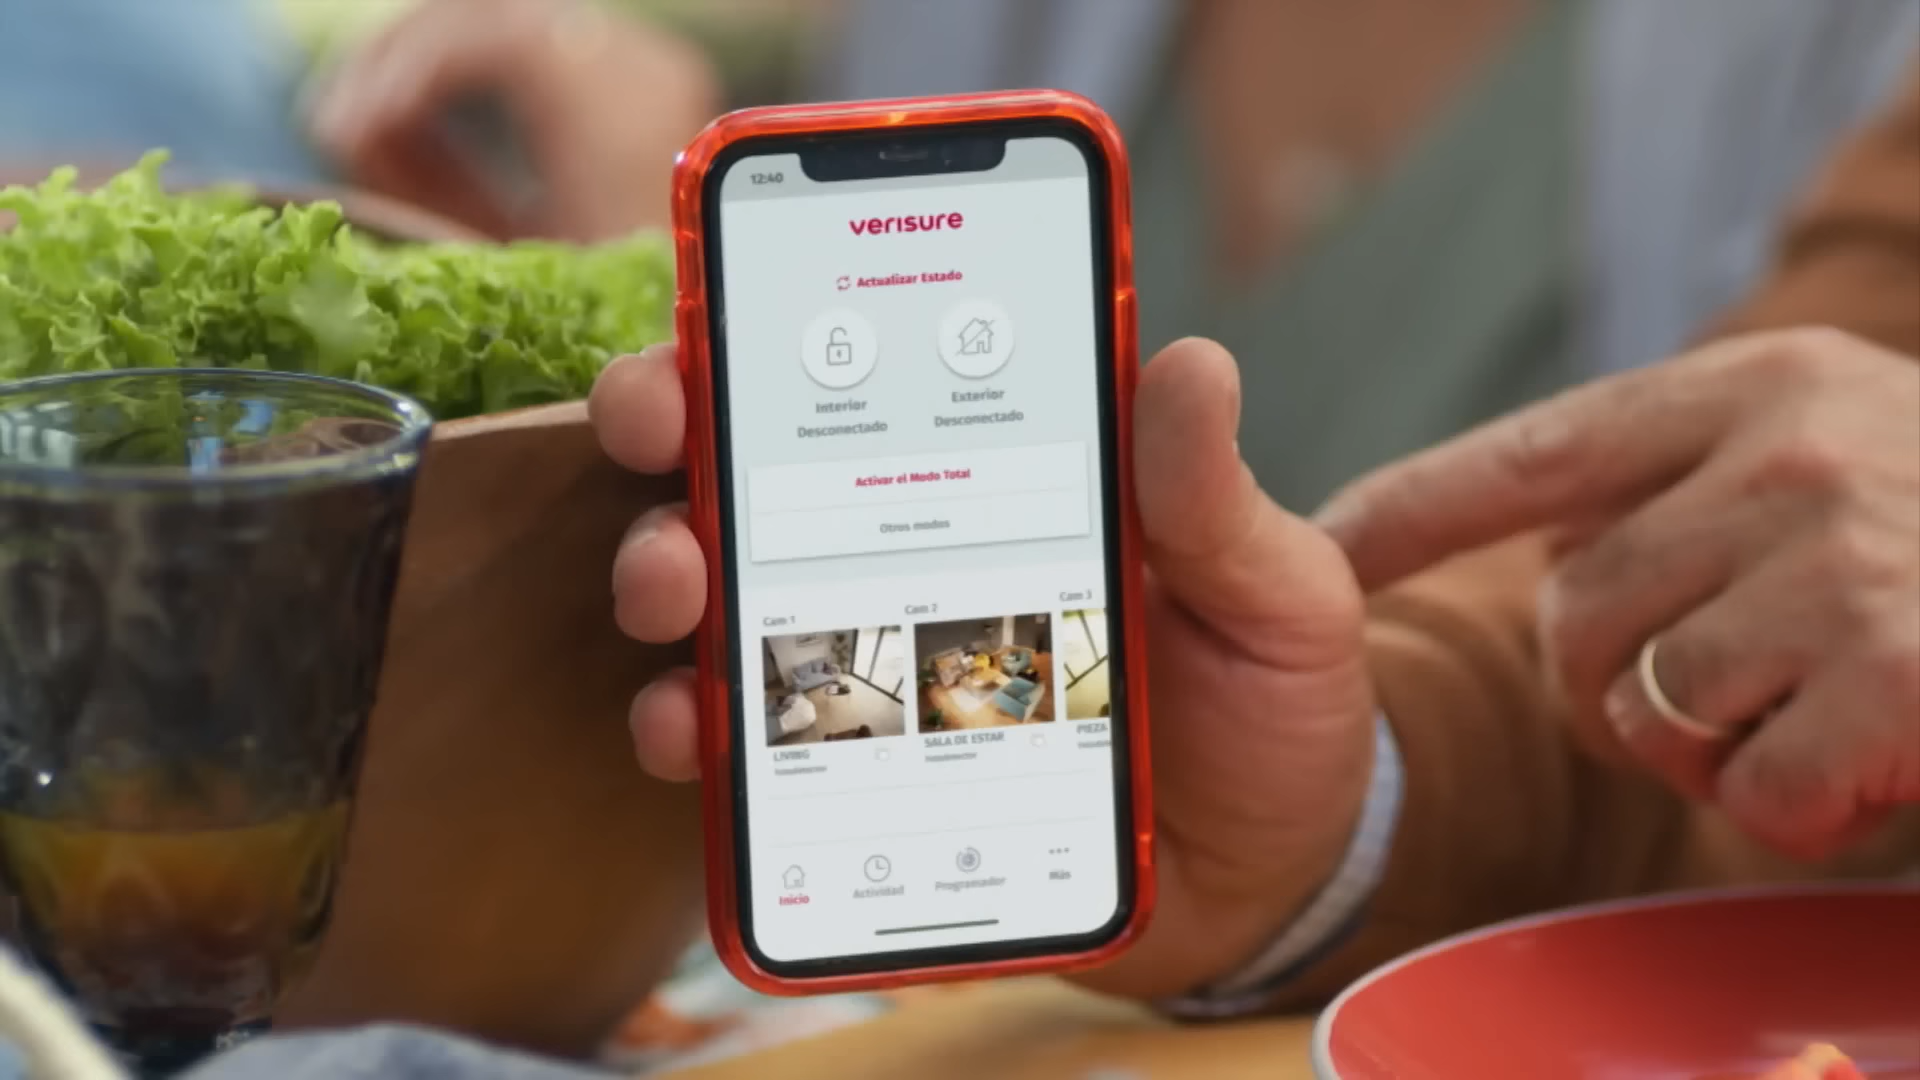 12:40
verisure
Actualizar Estado
Interior
Desconectado
Exterior
Desconectado
Activar el Modo Total
Otros modos
Cam 1
Cam 2
Cam 3
LIVING
SALA DE ESTAR
PIEZA
Inicio
Actividad
Programador
Más